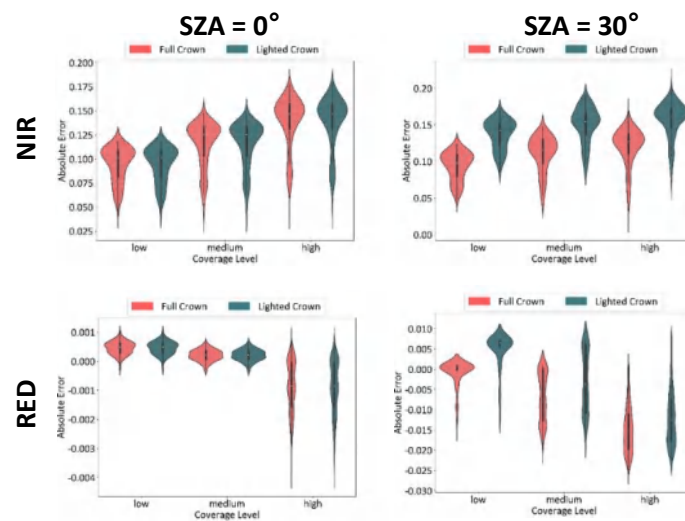 SZA = 0°
SZA = 30°
NIR
RED
Full Crown
Lighted Crown
Absolute Error
0.200
0.175
0.150
0.125
0.100
0.075
0.050
0.025
low
medium
high
Coverage Level
Full Crown
Lighted Crown
Absolute Error
0.20
0.15
0.10
0.05
0.00
low
medium
high
Coverage Level
Full Crown
Lighted Crown
Absolute Error
0.001
0.000
-0.001
-0.002
-0.003
-0.004
low
medium
high
Coverage Level
Full Crown
Lighted Crown
Absolute Error
0.010
0.005
0.000
-0.005
-0.010
-0.015
-0.020
-0.025
-0.030
low
medium
high
Coverage Level